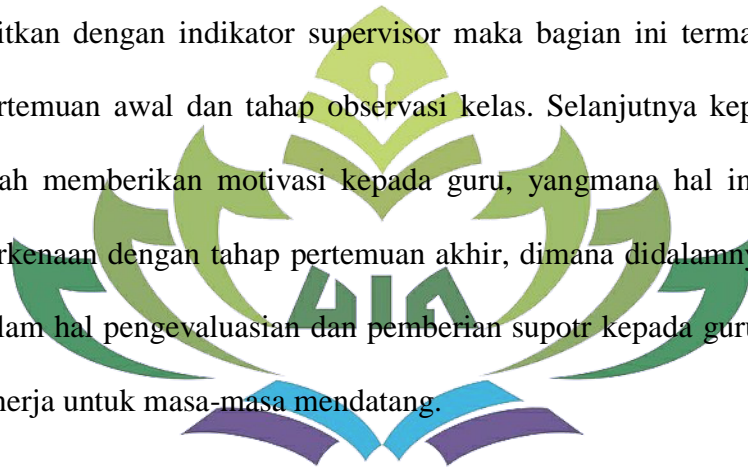 itkan dengan indikator supervisor maka bagian ini terma
rtemuan awal dan tahap observasi kelas. Selanjutnya kep
ah memberikan motivasi kepada guru, yangmana hal in
rkenaan dengan tahap pertemuan akhir, dimana didalamny
lam hal pengevaluasian dan pemberian supotr kepada guru
nerja untuk masa-masa mendatang.
UIN